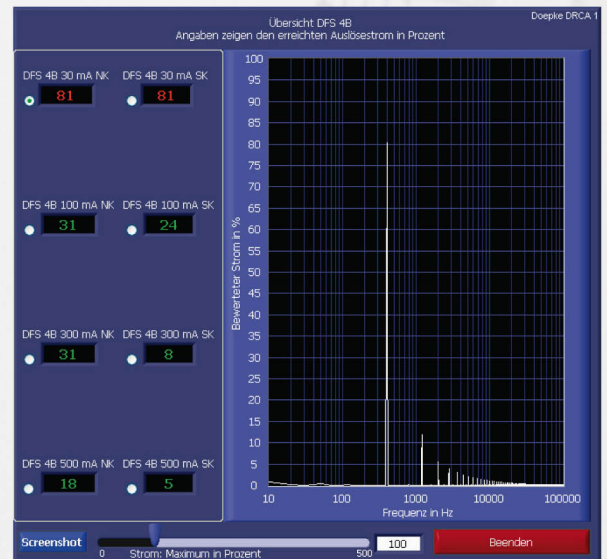 Übersicht DFS 4B
Doepke DRCA 1
Angaben zeigen den erreichten Auslösestrom in Prozent
DFS 4B 30 mA NK DFS 4B 30 mA SK
81 81
DFS 4B 100 mA NK DFS 4B 100 mA SK
31 24
DFS 4B 300 mA NK DFS 4B 300 mA SK
31 8
DFS 4B 500 mA NK DFS 4B 500 mA SK
18 5
Bewerteter Strom in %
100
95
90
85
80
75
70
65
60
55
50
45
40
35
30
25
20
15
10
5
0
10 100 1000 10000 100000
Frequenz in Hz
Screenshot
0 Strom: Maximum in Prozent 500
100
Beenden